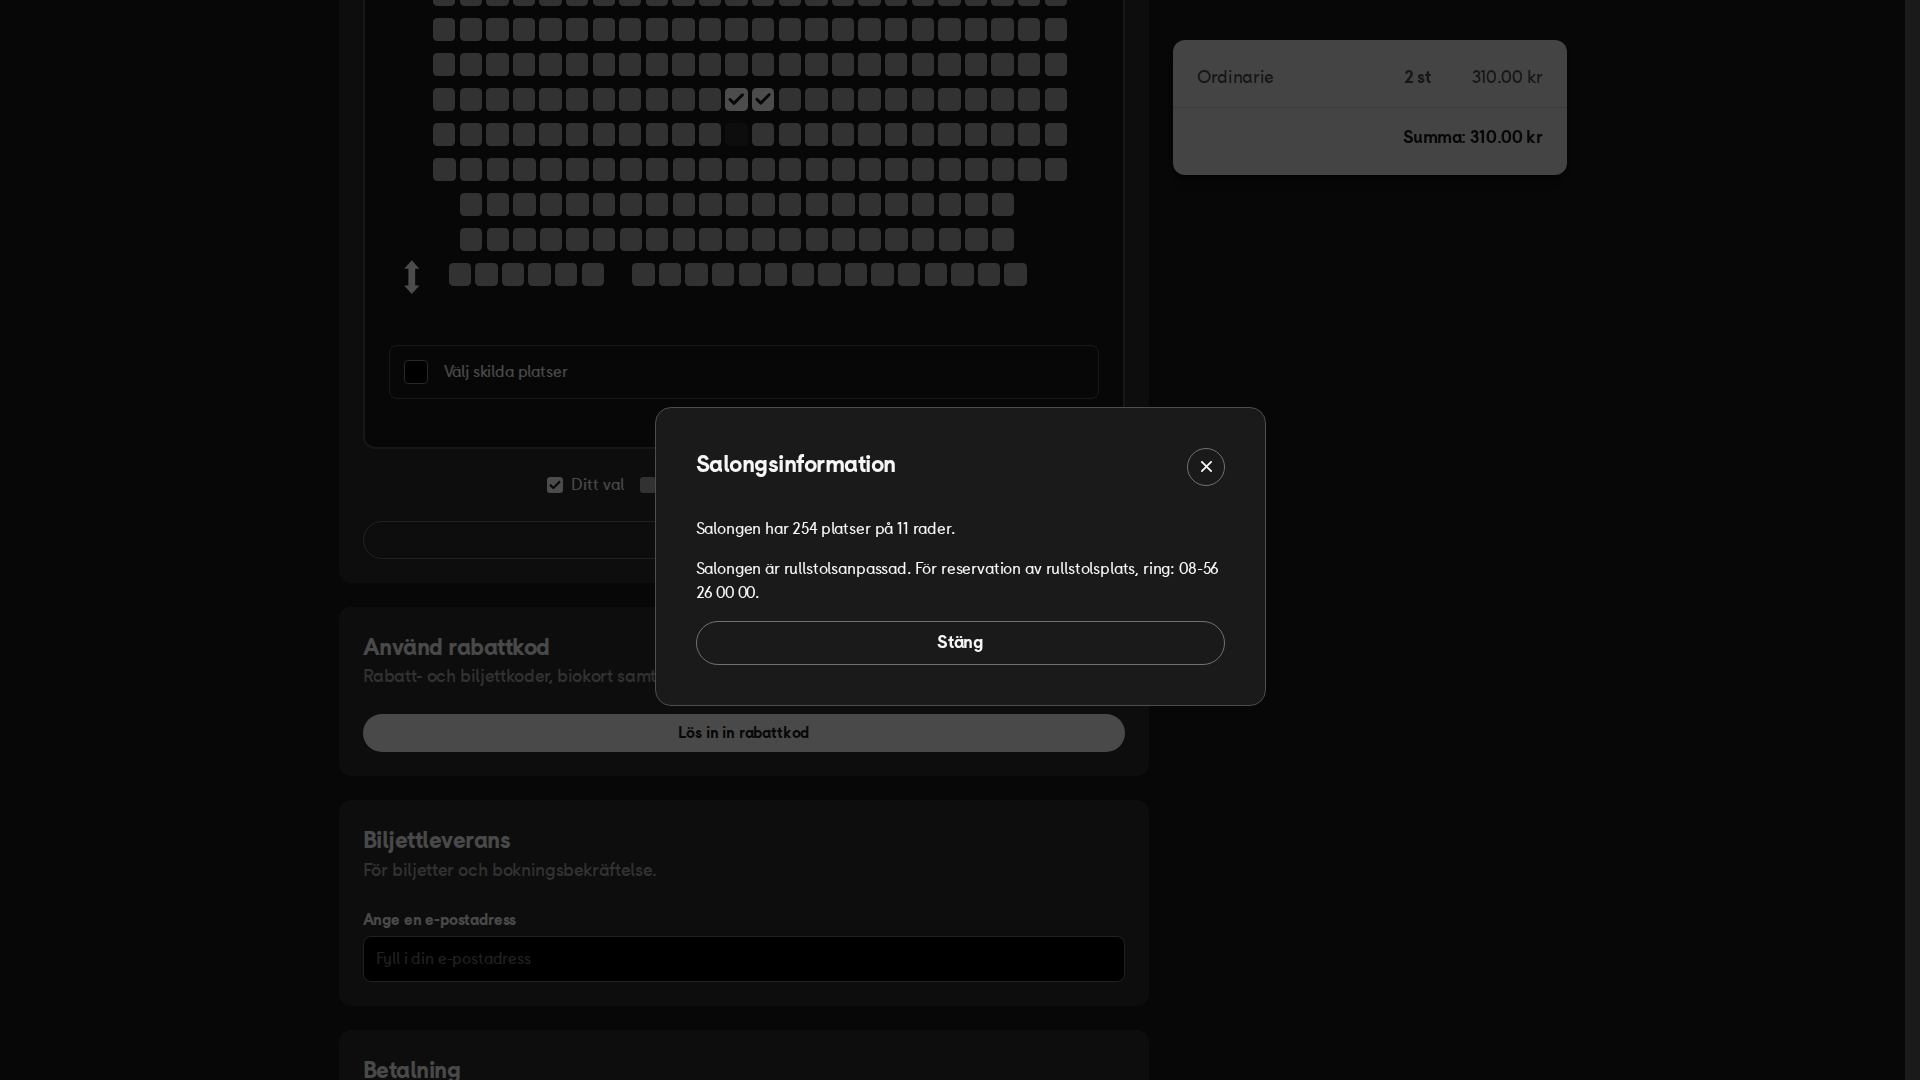 Ordinarie 2 st 310.00 kr
Summa: 310.00 kr
Välj skilda platser
Ditt val
Salongsinformation
Salongen har 254 platser på 11 rader.
Salongen är rullstolsanpassad. För reservation av rullstolsplats, ring: 08-56
26 00 00.
Stäng
Använd rabattkod
Rabatt- och biljettkoder, biokort samt
Lös in in rabattkod
Biljettleverans
För biljetter och bokningsbekräftelse.
Ange en e-postadress
Fyll i din e-postadress
Betalning